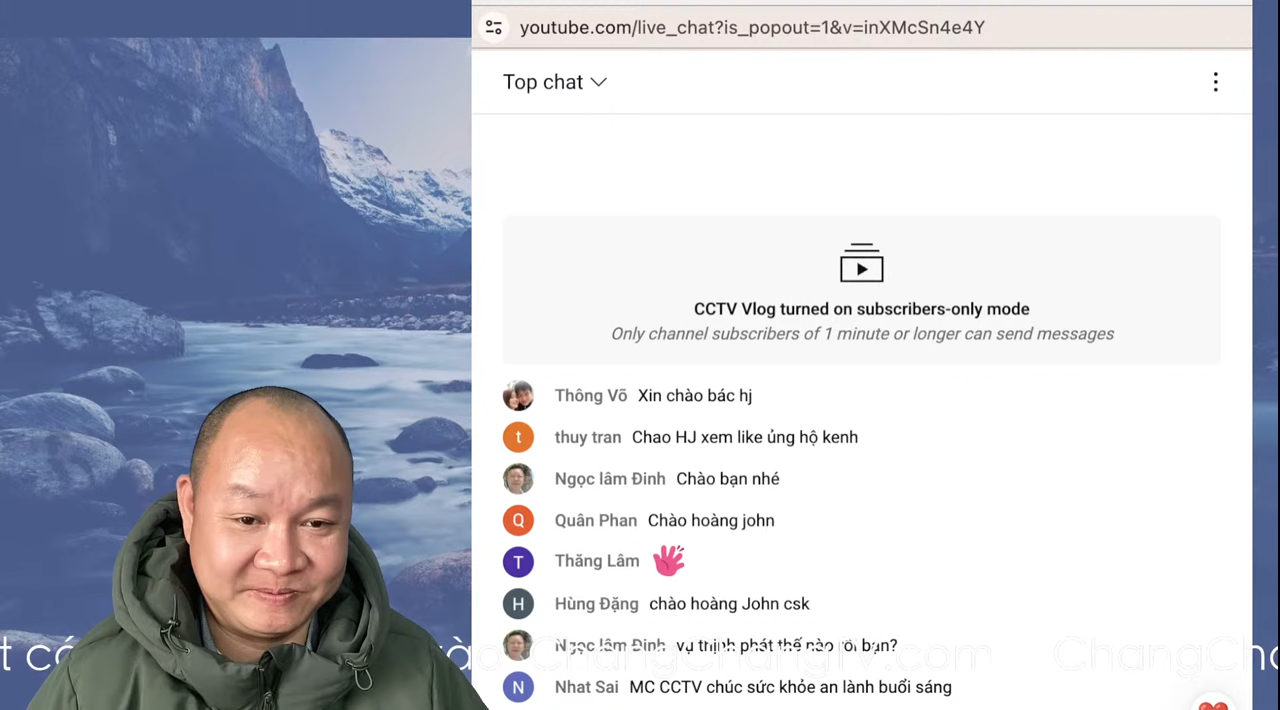 youtube.com/live_chat?is_popout=1&v=inXMcSn4e4Y
Top chat
CCTV Vlog turned on subscribers-only mode
Only channel subscribers of 1 minute or longer can send messages
Thông Võ Xin chào bác hj
t thuy tran Chao HJ xem like ủng hộ kenh
Ngọc lâm Đinh Chào bạn nhé
Q Quân Phan Chào hoàng john
T Thăng Lâm
H Hùng Đặng chào hoàng John csk
Ngọc lâm Đinh vụ thịnh phát thế nào rồi bạn?
ChangChangTv.com
N Nhat Sai MC CCTV chúc sức khỏe an lành buổi sáng